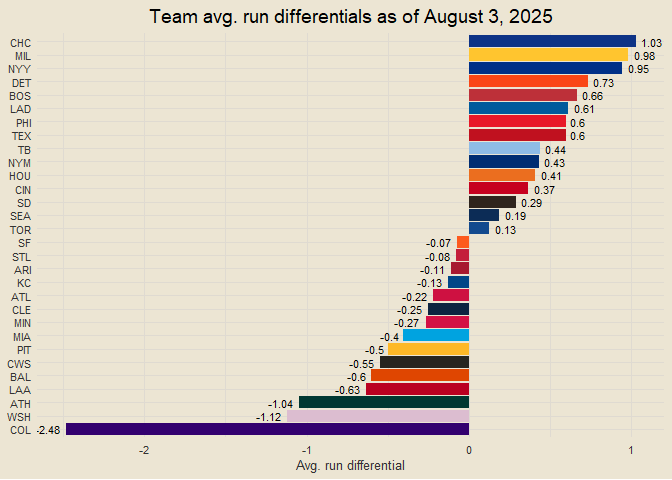 Team avg. run differentials as of August 3, 2025
CHC 1.03
MIL 0.98
NYY 0.95
DET 0.73
BOS 0.66
LAD 0.61
PHI 0.6
TEX 0.6
TB 0.44
NYM 0.43
HOU 0.41
CIN 0.37
SD 0.29
SEA 0.19
TOR 0.13
SF -0.07
STL -0.08
ARI -0.11
KC -0.13
ATL -0.22
CLE -0.25
MIN -0.27
MIA -0.4
PIT -0.5
CWS -0.55
BAL -0.6
LAA -0.63
ATH -1.04
WSH -1.12
COL -2.48
-2 -1 0 1
Avg. run differential